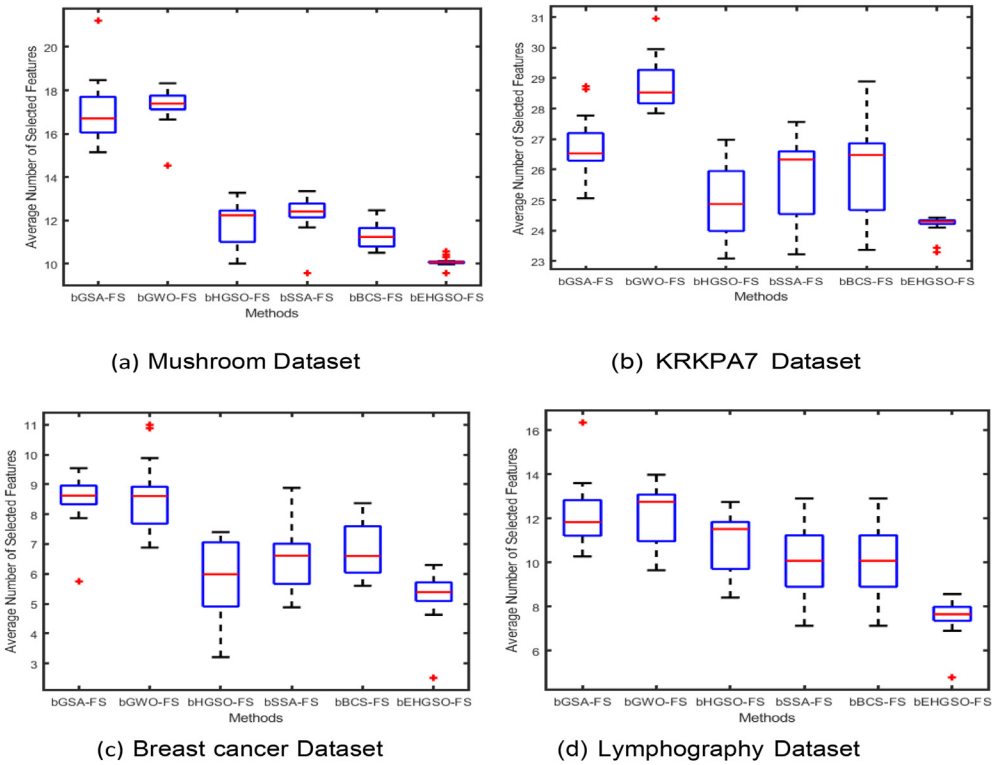 Average Number of Selected Features
20
18
16
14
12
10
bGSA-FS bGWO-FS bHGSO-FS bSSA-FS bBCS-FS bEHGSO-FS
Methods
(a) Mushroom Dataset
Average Number of Selected Features
31
30
29
28
27
26
25
24
23
bGSA-FS bGWO-FS bHGSO-FS bSSA-FS bBCS-FS bEHGSO-FS
Methods
(b) KRKPA7 Dataset
Average Number of Selected Features
11
10
9
8
7
6
5
4
3
bGSA-FS bGWO-FS bHGSO-FS bSSA-FS bBCS-FS bEHGSO-FS
Methods
(c) Breast cancer Dataset
Average Number of Selected Features
16
14
12
10
8
6
bGSA-FS bGWO-FS bHGSO-FS bSSA-FS bBCS-FS bEHGSO-FS
Methods
(d) Lymphography Dataset